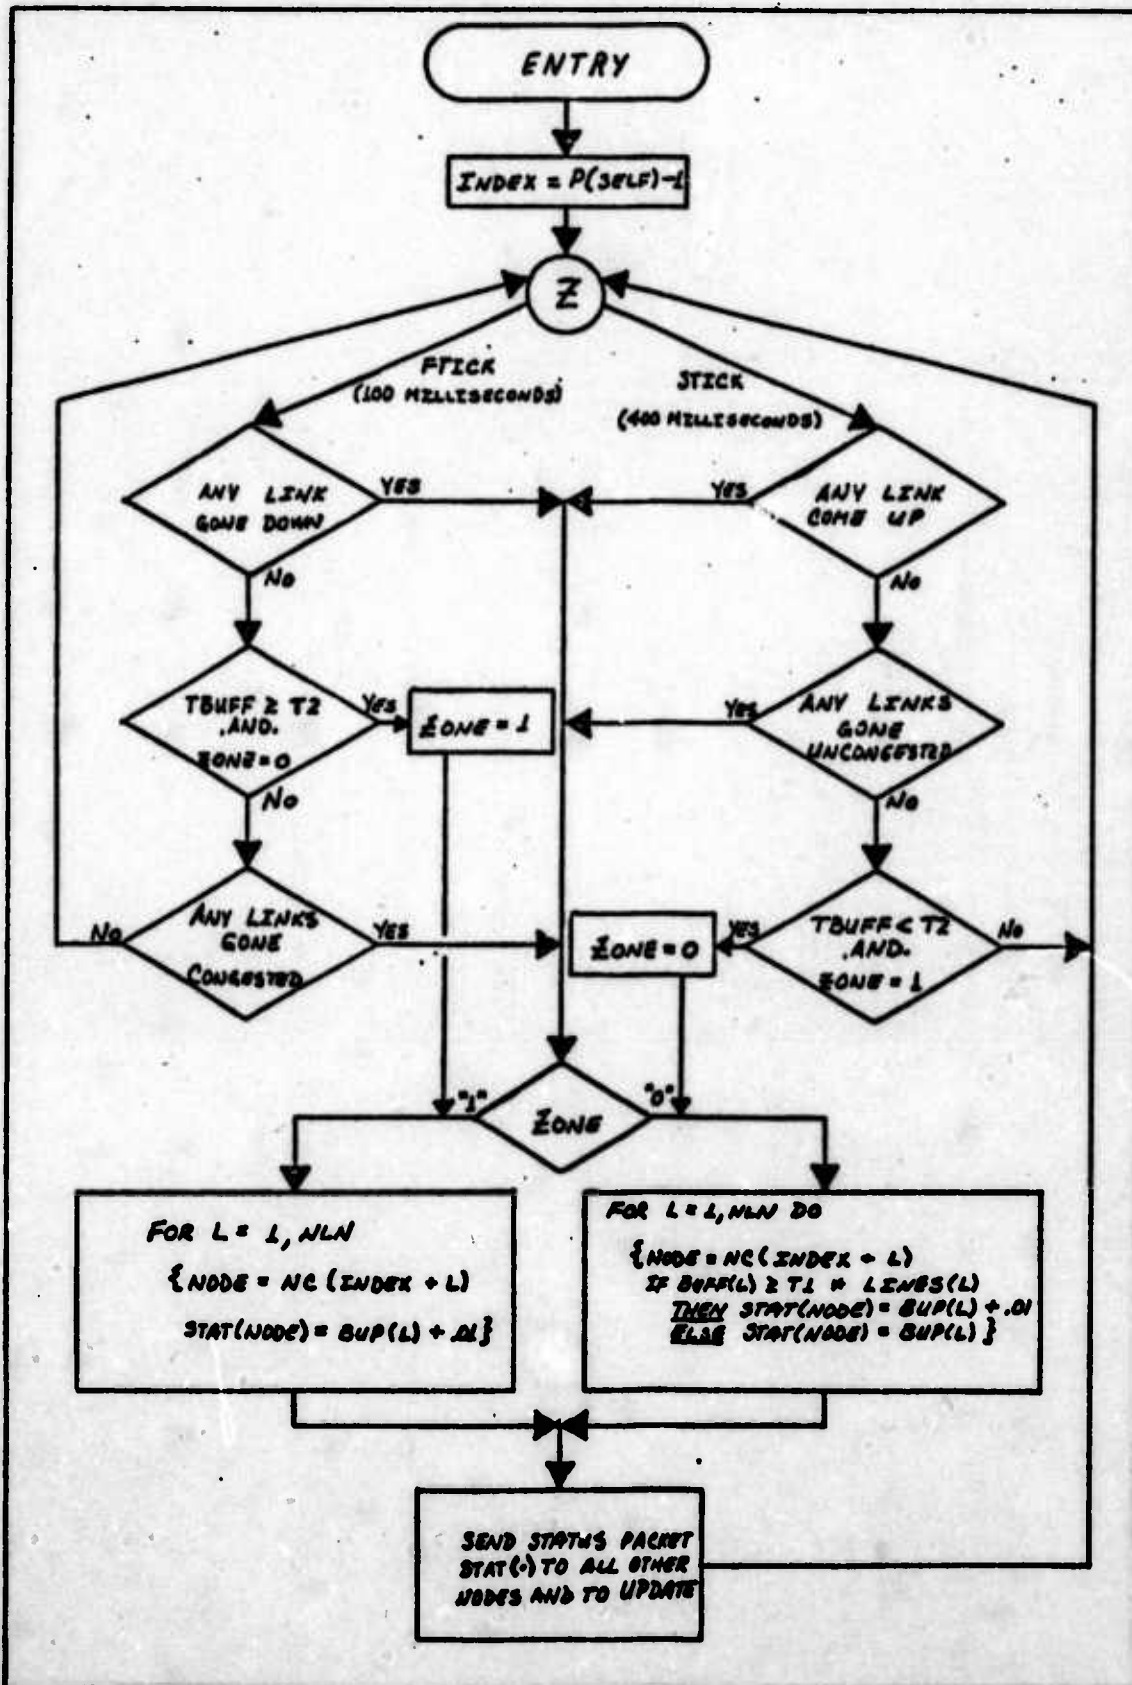 ENTRY
INDEX = P(SELF)-1
Z
FTICK
(100 MILLISECONDS)
STICK
(400 MILLISECONDS)
ANY LINK
GONE DOWN
YES
No
YES
ANY LINK
COME UP
No
TBUFF ≥ T2
.AND.
ZONE = 0
YES
No
ZONE = 1
YES
ANY LINKS
GONE
UNCONGESTED
No
ANY LINKS
GONE
CONGESTED
No
YES
ZONE = 0
YES
TBUFF < T2
.AND.
ZONE = 1
No
"1"
ZONE
"0"
FOR L = 1, NLN
{NODE = NC (INDEX + L)
STAT(NODE) = BUP(L) + .01}
FOR L = 1, NLN DO
{NODE = NC (INDEX + L)
IF BUFF(L) ≥ T1 * LINES(L)
THEN STAT(NODE) = BUP(L) + .01
ELSE STAT(NODE) = BUP(L)}
SEND STATUS PACKET
STAT(·) TO ALL OTHER
NODES AND TO UPDATE